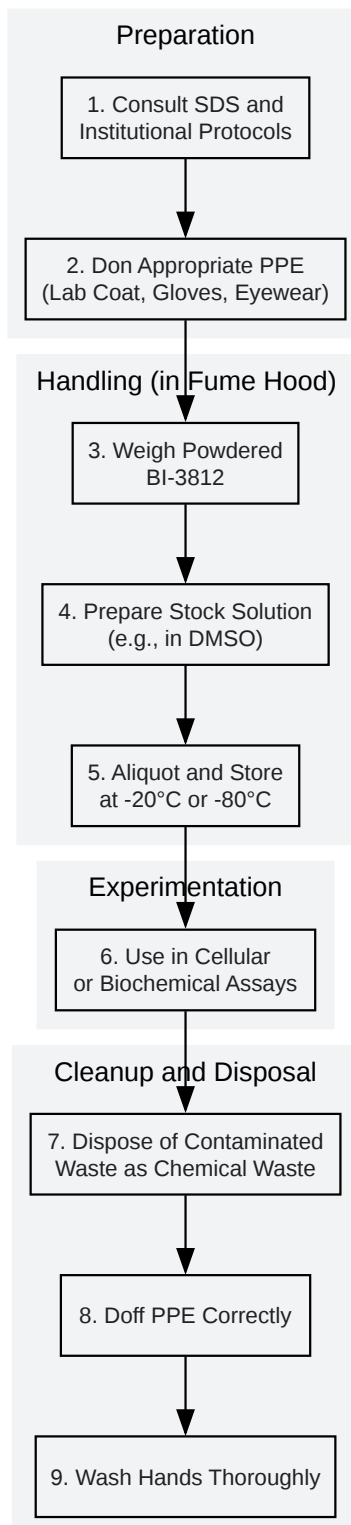 Preparation
1. Consult SDS and
Institutional Protocols
2. Don Appropriate PPE
(Lab Coat, Gloves, Eyewear)
Handling (in Fume Hood)
3. Weigh Powdered
BI-3812
4. Prepare Stock Solution
(e.g., in DMSO)
5. Aliquot and Store
at -20°C or -80°C
Experimentation
6. Use in Cellular
or Biochemical Assays
Cleanup and Disposal
7. Dispose of Contaminated
Waste as Chemical Waste
8. Doff PPE Correctly
9. Wash Hands Thoroughly